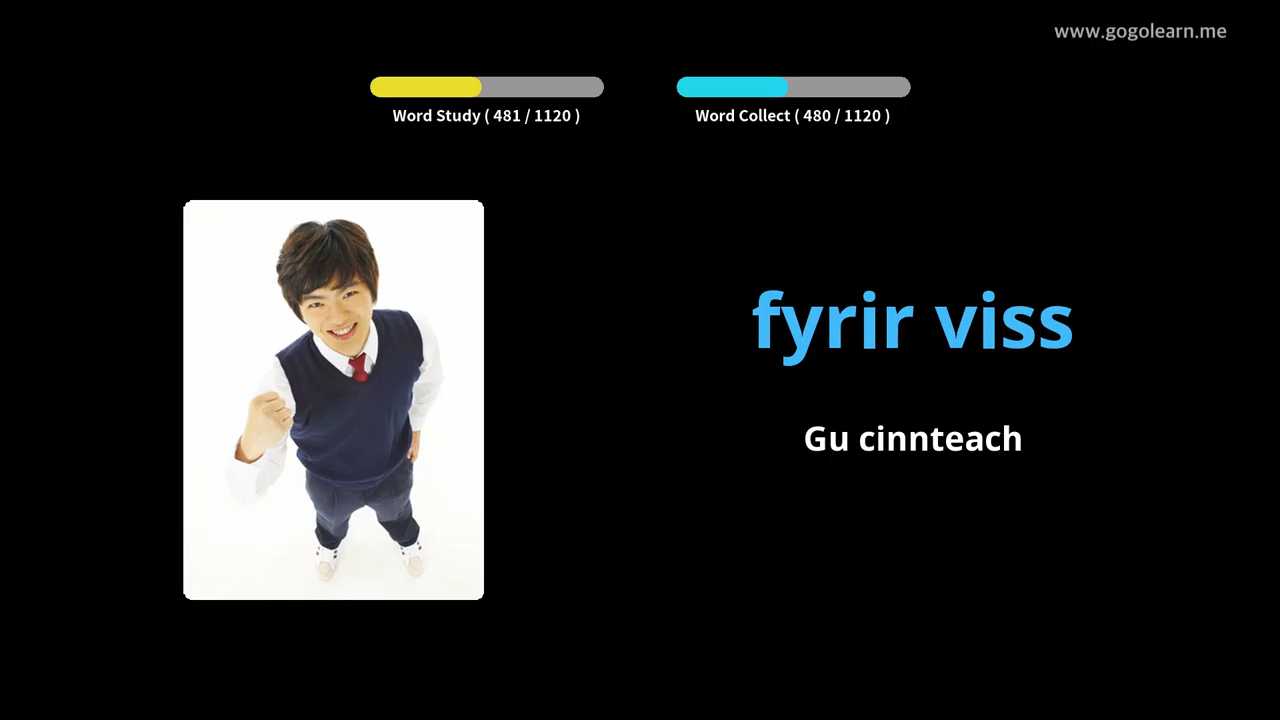 www.gogolearn.me
Word Study ( 481 / 1120 )
Word Collect ( 480 / 1120 )
fyrir viss
Gu cinnteach